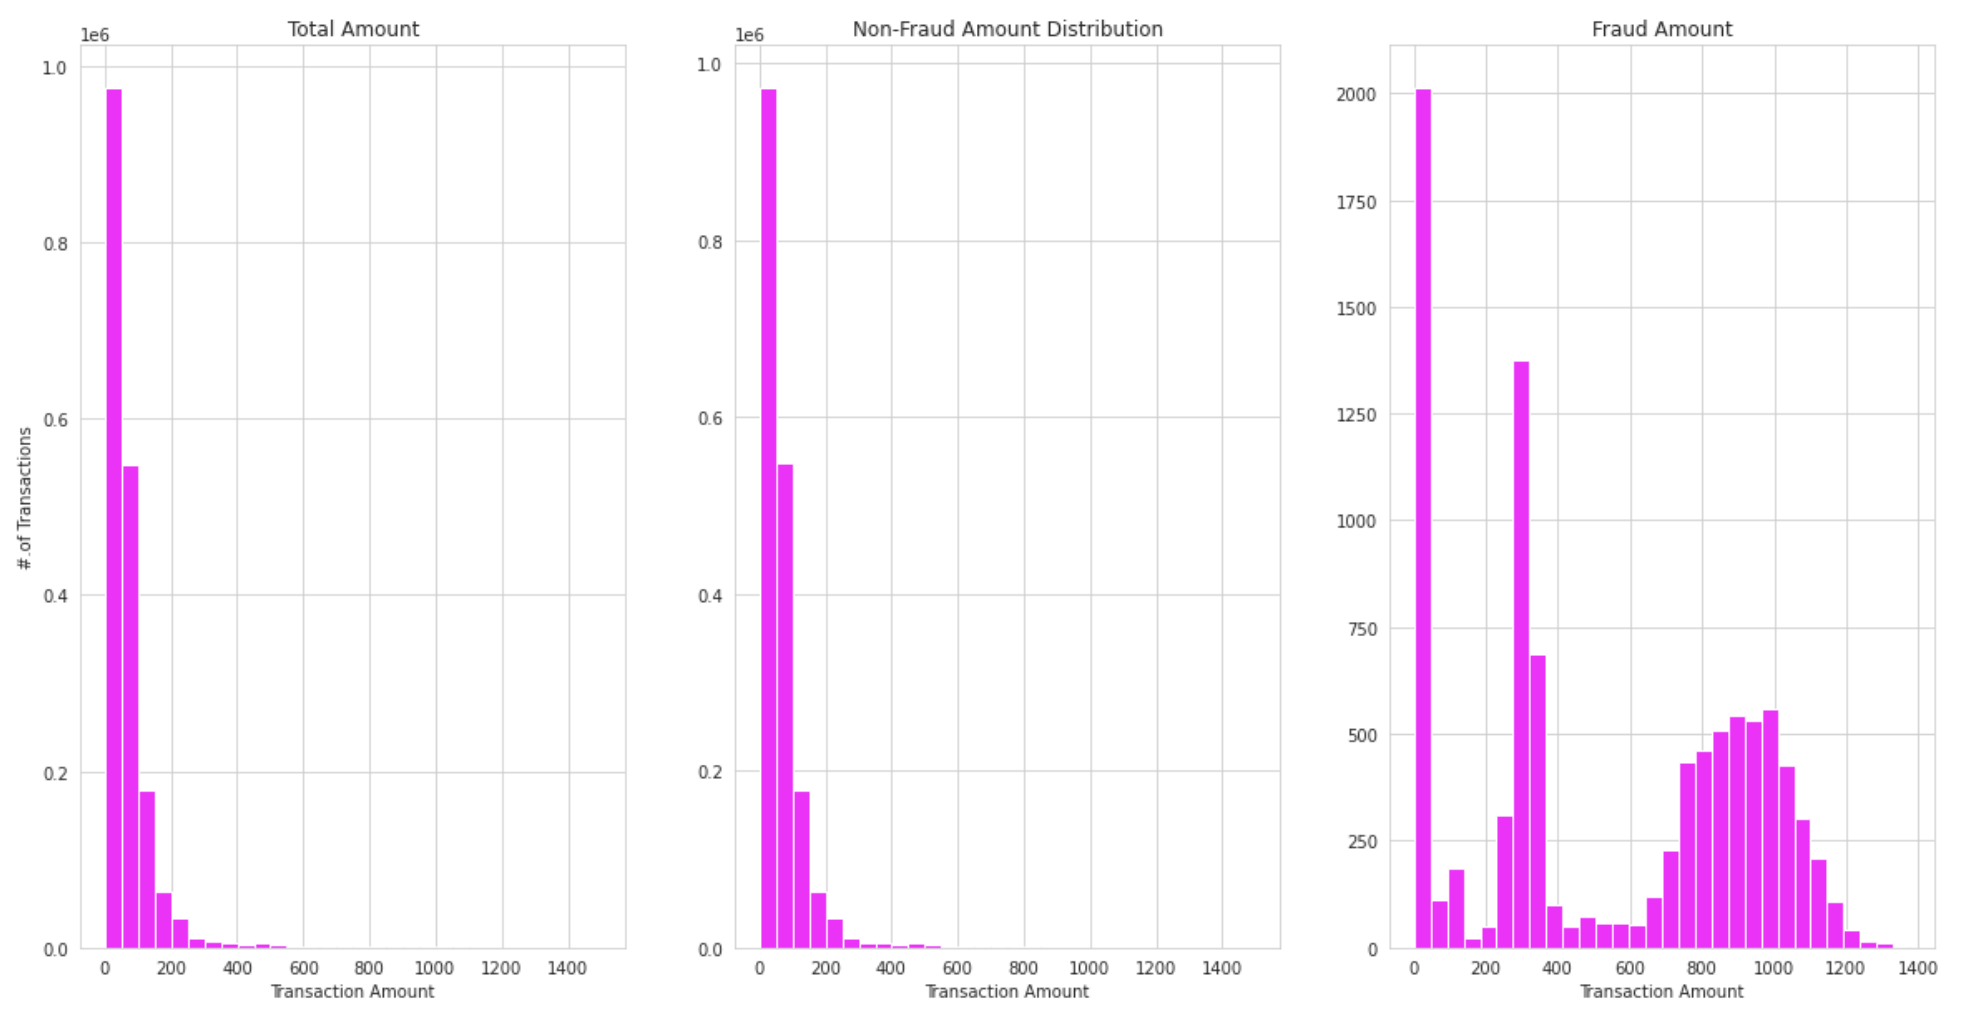 Total Amount
1e6
1.0
0.8
0.6
0.4
0.2
0.0
#.of Transactions
0 200 400 600 800 1000 1200 1400
Transaction Amount
Non-Fraud Amount Distribution
1e6
1.0
0.8
0.6
0.4
0.2
0.0
0 200 400 600 800 1000 1200 1400
Transaction Amount
Fraud Amount
2000
1750
1500
1250
1000
750
500
250
0
0 200 400 600 800 1000 1200 1400
Transaction Amount